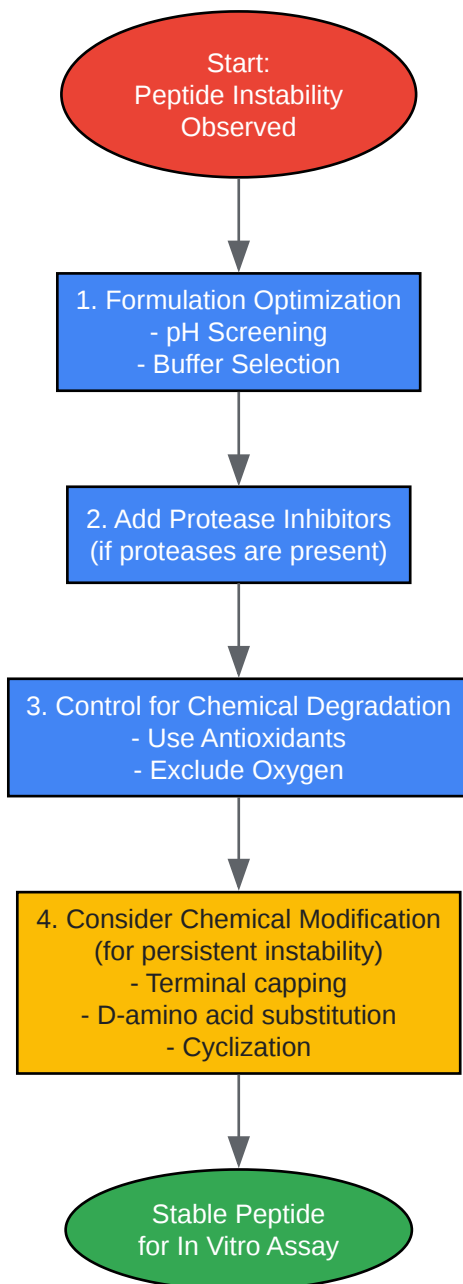 Start:
Peptide Instability
Observed
1. Formulation Optimization
- pH Screening
- Buffer Selection
2. Add Protease Inhibitors
(if proteases are present)
3. Control for Chemical Degradation
- Use Antioxidants
- Exclude Oxygen
4. Consider Chemical Modification
(for persistent instability)
- Terminal capping
- D-amino acid substitution
- Cyclization
Stable Peptide
for In Vitro Assay